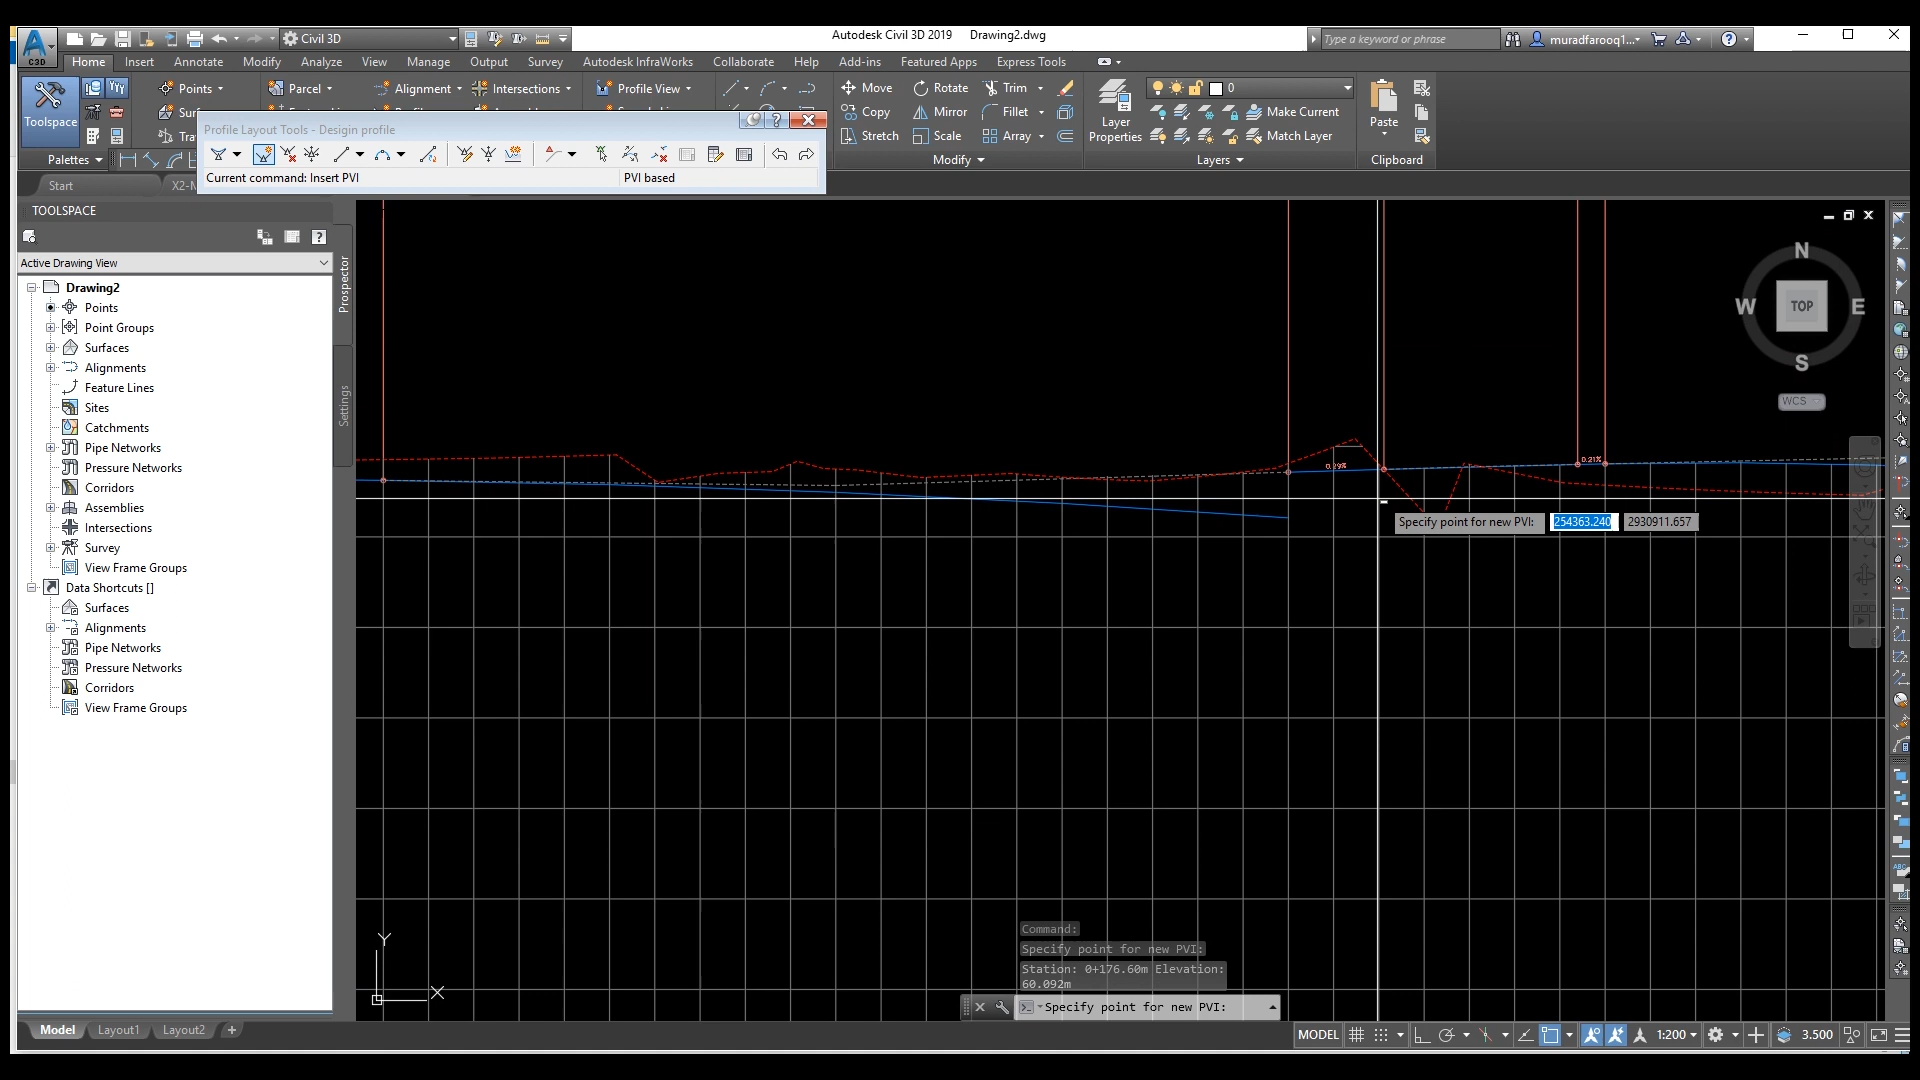 C3D
Civil 3D
Autodesk Civil 3D 2019 Drawing2.dwg
Type a keyword or phrase
muradfarooq1...
Home Insert Annotate Modify Analyze View Manage Output Survey Autodesk InfraWorks Collaborate Help Add-ins Featured Apps Express Tools
Toolspace
Palettes
Points
Parcel
Alignment
Intersections
Profile View
Profile Layout Tools - Desigin profile
Current command: Insert PVI
PVI based
Move Rotate Trim
Copy Mirror Fillet
Stretch Scale Array
Modify
Layer
Properties
0
Make Current
Match Layer
Layers
Paste
Clipboard
Start
TOOLSPACE
Active Drawing View
Prospector
Settings
Drawing2
Points
Point Groups
Surfaces
Alignments
Feature Lines
Sites
Catchments
Pipe Networks
Pressure Networks
Corridors
Assemblies
Intersections
Survey
View Frame Groups
Data Shortcuts []
Surfaces
Alignments
Pipe Networks
Pressure Networks
Corridors
View Frame Groups
N
W TOP E
S
WCS
0.29%
0.21%
Specify point for new PVI: 254363.240 2930911.657
Y
X
Command:
Specify point for new PVI:
Station: 0+176.60m Elevation:
60.092m
Specify point for new PVI:
Model Layout1 Layout2
MODEL
1:200
3.500